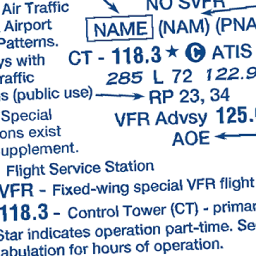 Air Traffic
NO SVFR
Airport
NAME (NAM) (PNA
Patterns.
CT - 118.3 ★ C ATIS
ys with
285 L 72 122.9
raffic
s (public use) RP 23, 34
Special
VFR Advsy 125.
ons exist
AOE
upplement.
Flight Service Station
VFR - Fixed-wing special VFR flight
118.3 - Control Tower (CT) - primar
Star indicates operation part-time. Se
abulation for hours of operation.